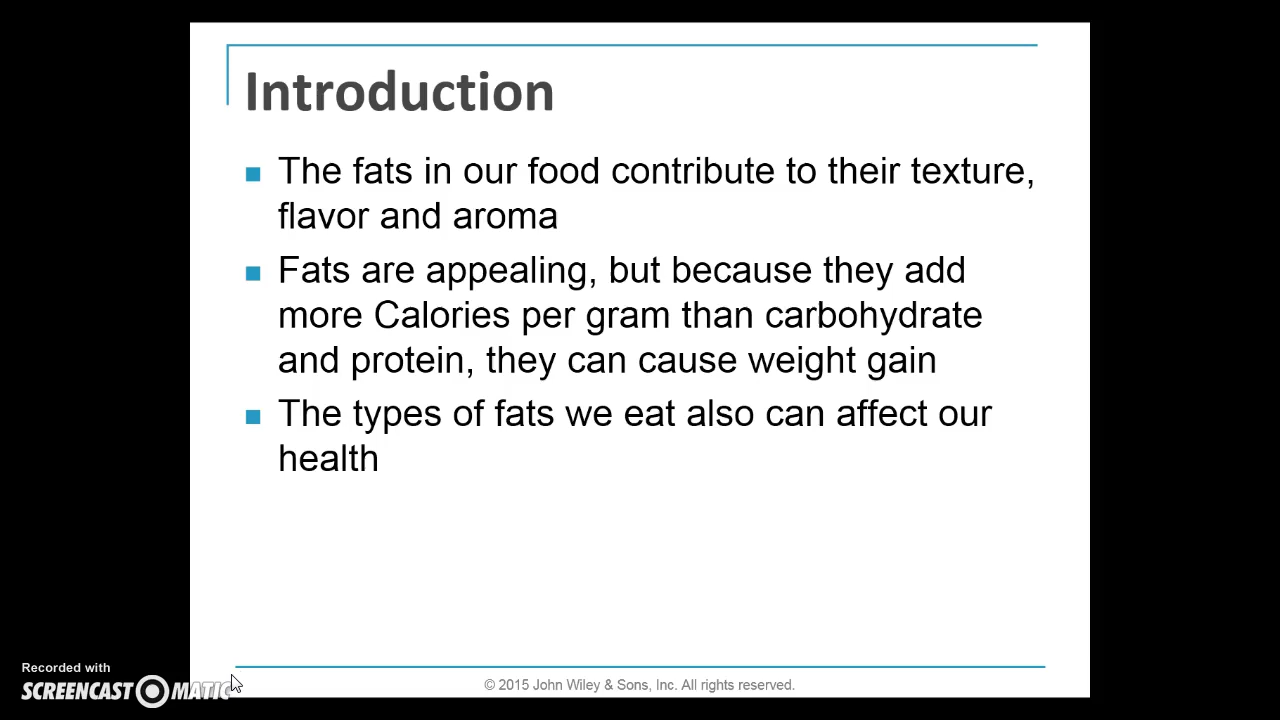 Introduction
The fats in our food contribute to their texture,
flavor and aroma
Fats are appealing, but because they add
more Calories per gram than carbohydrate
and protein, they can cause weight gain
The types of fats we eat also can affect our
health
Recorded with
SCREENCAST MATIC
© 2015 John Wiley & Sons, Inc. All rights reserved.